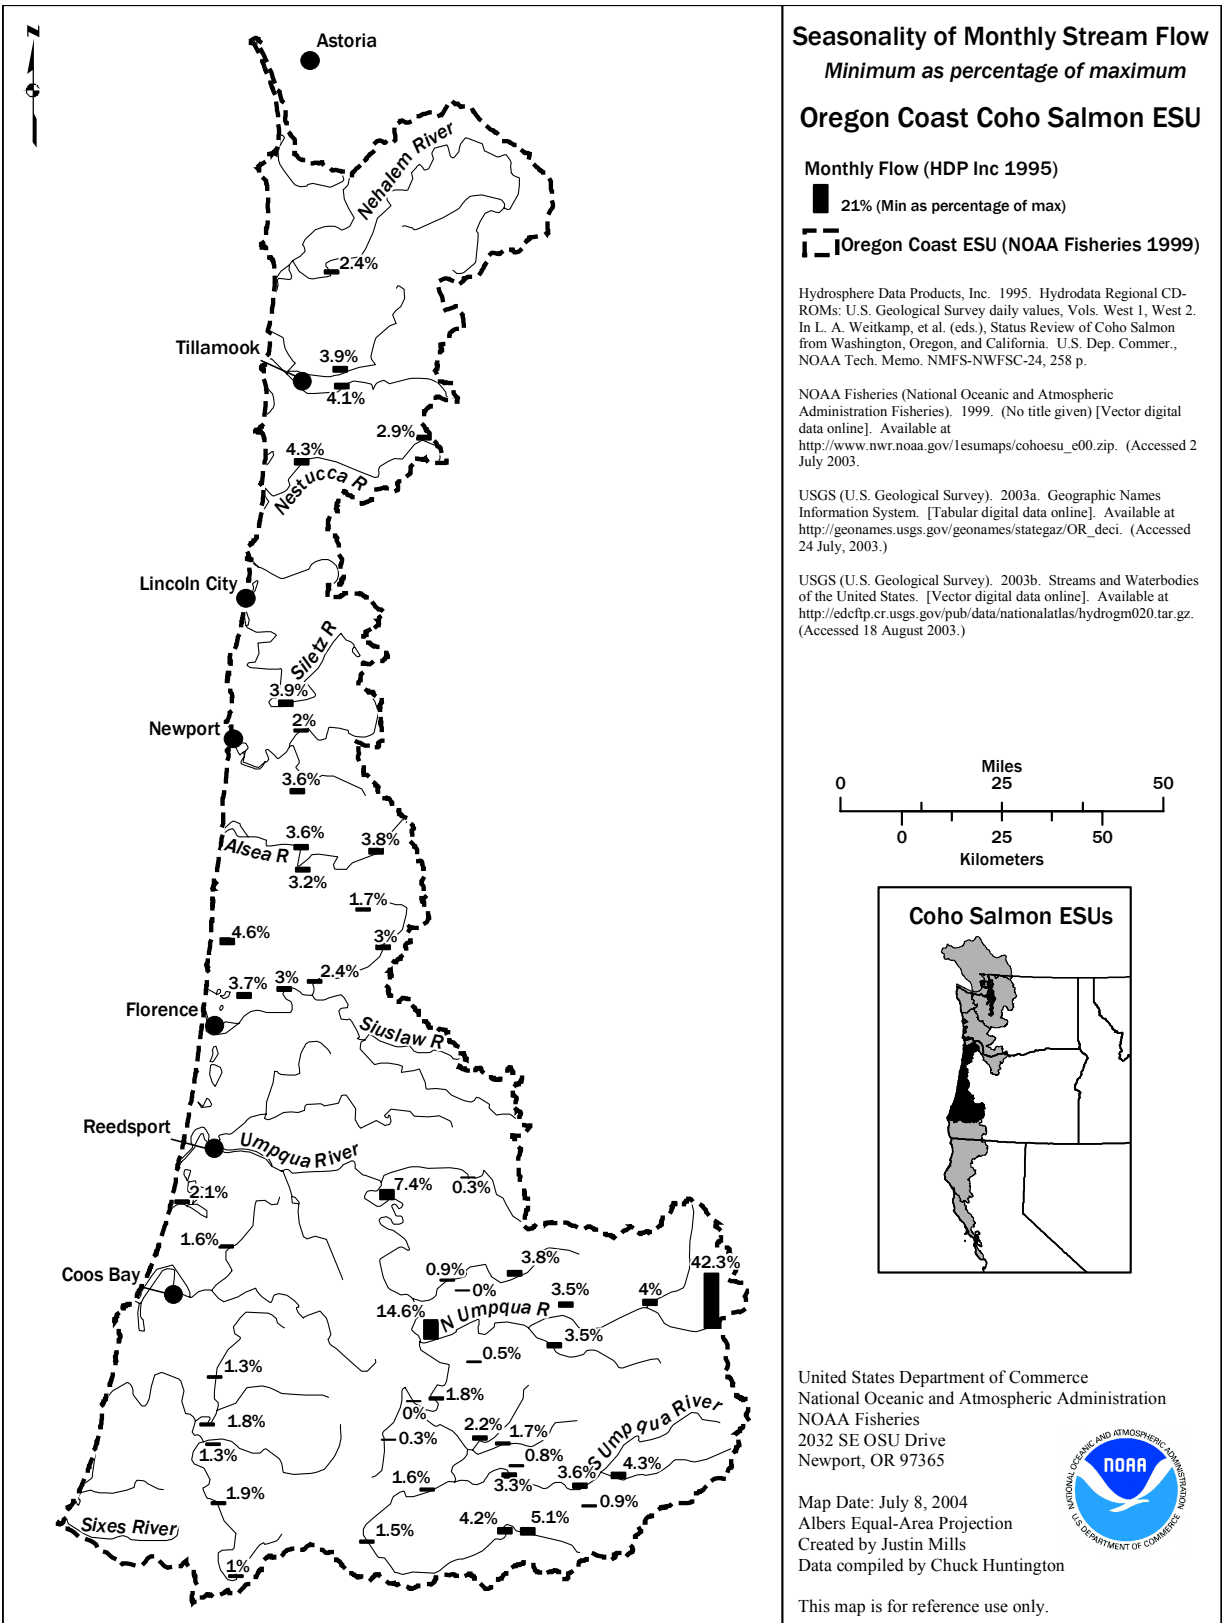 N
Astoria
Nehalem River
2.4%
Tillamook
3.9%
4.1%
2.9%
4.3%
Nestucca R
Lincoln City
Siletz R
3.9%
Newport
2%
3.6%
3.6%
Alsea R
3.8%
3.2%
1.7%
4.6%
3%
2.4%
3%
3.7%
Florence
Siuslaw R
Reedsport
Umpqua River
7.4%
0.3%
2.1%
1.6%
3.8%
42.3%
Coos Bay
0.9%
0%
3.5%
4%
14.6%
N Umpqua R
3.5%
0.5%
1.3%
1.8%
0%
S Umpqua River
1.8%
2.2%
1.7%
0.3%
1.3%
0.8%
4.3%
3.6%
1.6%
3.3%
1.9%
0.9%
Sixes River
1.5%
4.2%
5.1%
1%
Seasonality of Monthly Stream Flow
Minimum as percentage of maximum
Oregon Coast Coho Salmon ESU
Monthly Flow (HDP Inc 1995)
21% (Min as percentage of max)
Oregon Coast ESU (NOAA Fisheries 1999)
Hydrosphere Data Products, Inc. 1995. Hydrodata Regional CD-
ROMs: U.S. Geological Survey daily values, Vols. West 1, West 2.
In L. A. Weitkamp, et al. (eds.), Status Review of Coho Salmon
from Washington, Oregon, and California. U.S. Dep. Commer.,
NOAA Tech. Memo. NMFS-NWFSC-24, 258 p.
NOAA Fisheries (National Oceanic and Atmospheric
Administration Fisheries). 1999. (No title given) [Vector digital
data online]. Available at
http://www.nwr.noaa.gov/1esumaps/cohoesu_e00.zip. (Accessed 2
July 2003.
USGS (U.S. Geological Survey). 2003a. Geographic Names
Information System. [Tabular digital data online]. Available at
http://geonames.usgs.gov/geonames/stategaz/OR_deci. (Accessed
24 July, 2003.)
USGS (U.S. Geological Survey). 2003b. Streams and Waterbodies
of the United States. [Vector digital data online]. Available at
http://edcftp.cr.usgs.gov/pub/data/nationalatlas/hydrogm020.tar.gz.
(Accessed 18 August 2003.)
Miles
0 25 50
0 25 50
Kilometers
Coho Salmon ESUs
United States Department of Commerce
National Oceanic and Atmospheric Administration
NOAA Fisheries
2032 SE OSU Drive
Newport, OR 97365
Map Date: July 8, 2004
Albers Equal-Area Projection
Created by Justin Mills
Data compiled by Chuck Huntington
NATIONAL OCEANIC AND ATMOSPHERIC ADMINISTRATION
NOAA
U.S. DEPARTMENT OF COMMERCE
This map is for reference use only.